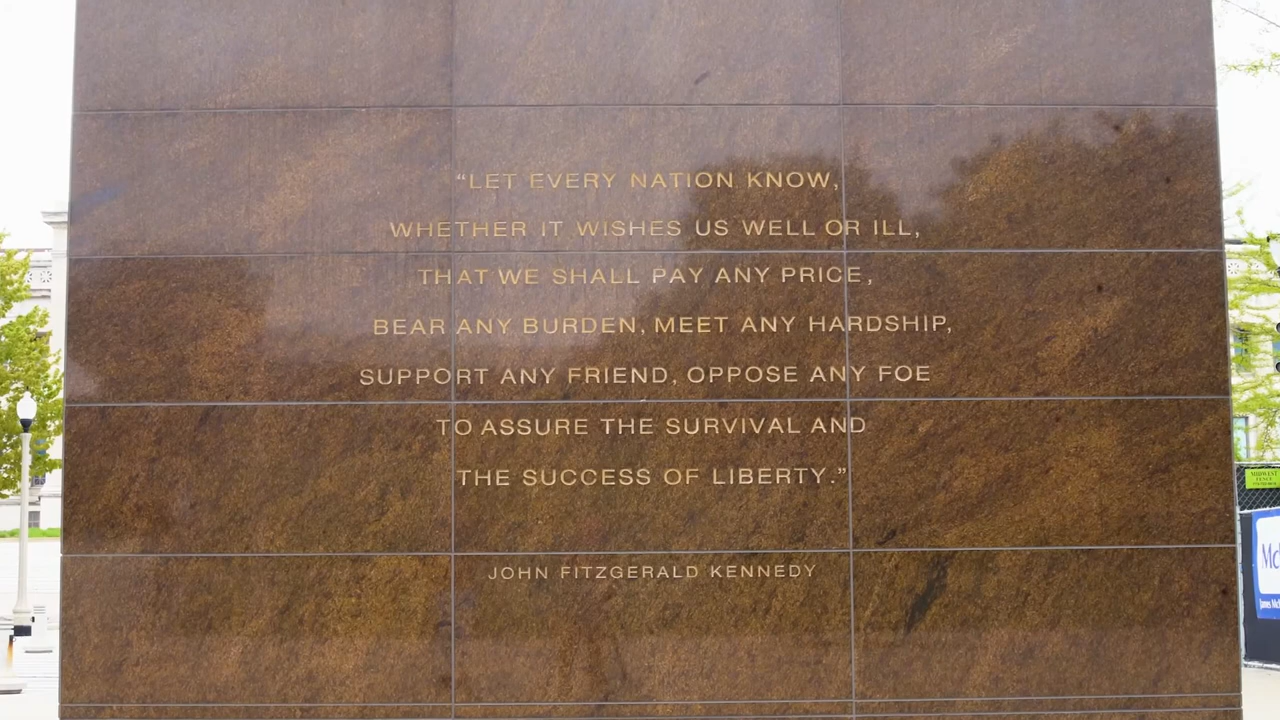 “LET EVERY NATION KNOW,
WHETHER IT WISHES US WELL OR ILL,
THAT WE SHALL PAY ANY PRICE,
BEAR ANY BURDEN, MEET ANY HARDSHIP,
SUPPORT ANY FRIEND, OPPOSE ANY FOE
TO ASSURE THE SURVIVAL AND
THE SUCCESS OF LIBERTY.”
JOHN FITZGERALD KENNEDY
MIDWEST
FENCE